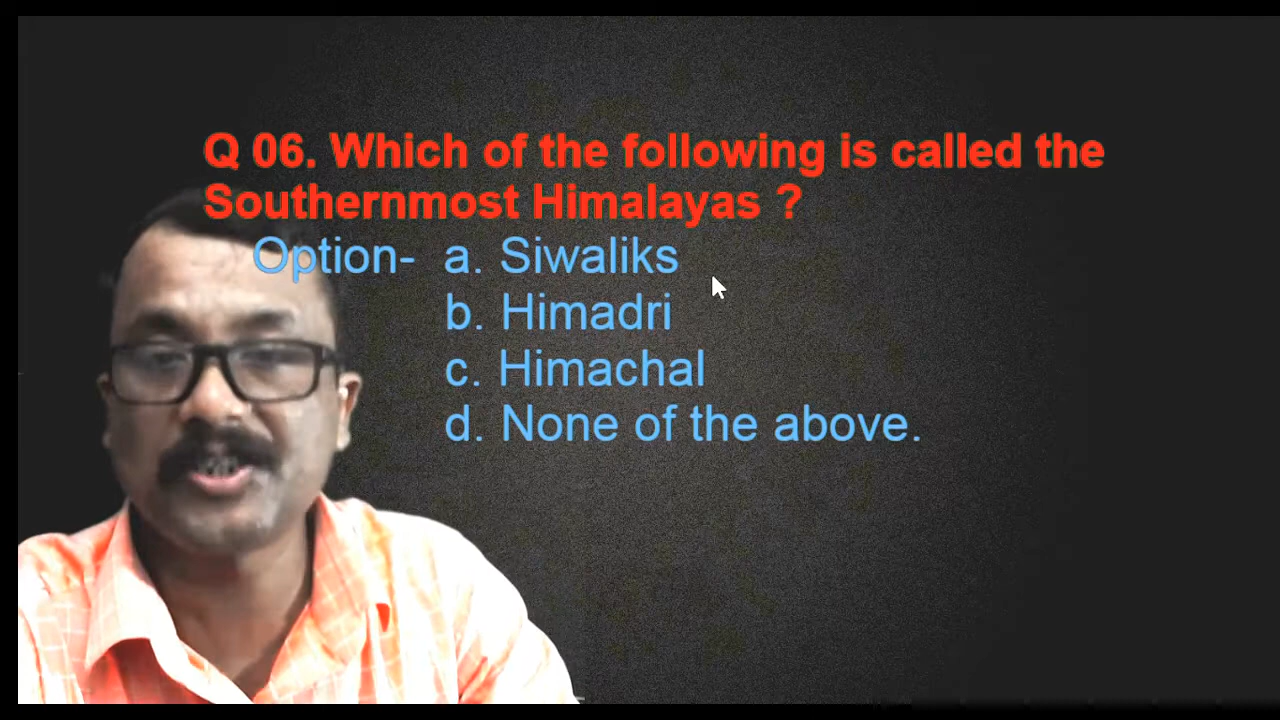 Q 06. Which of the following is called the
Southernmost Himalayas ?
Option- a. Siwaliks
b. Himadri
c. Himachal
d. None of the above.